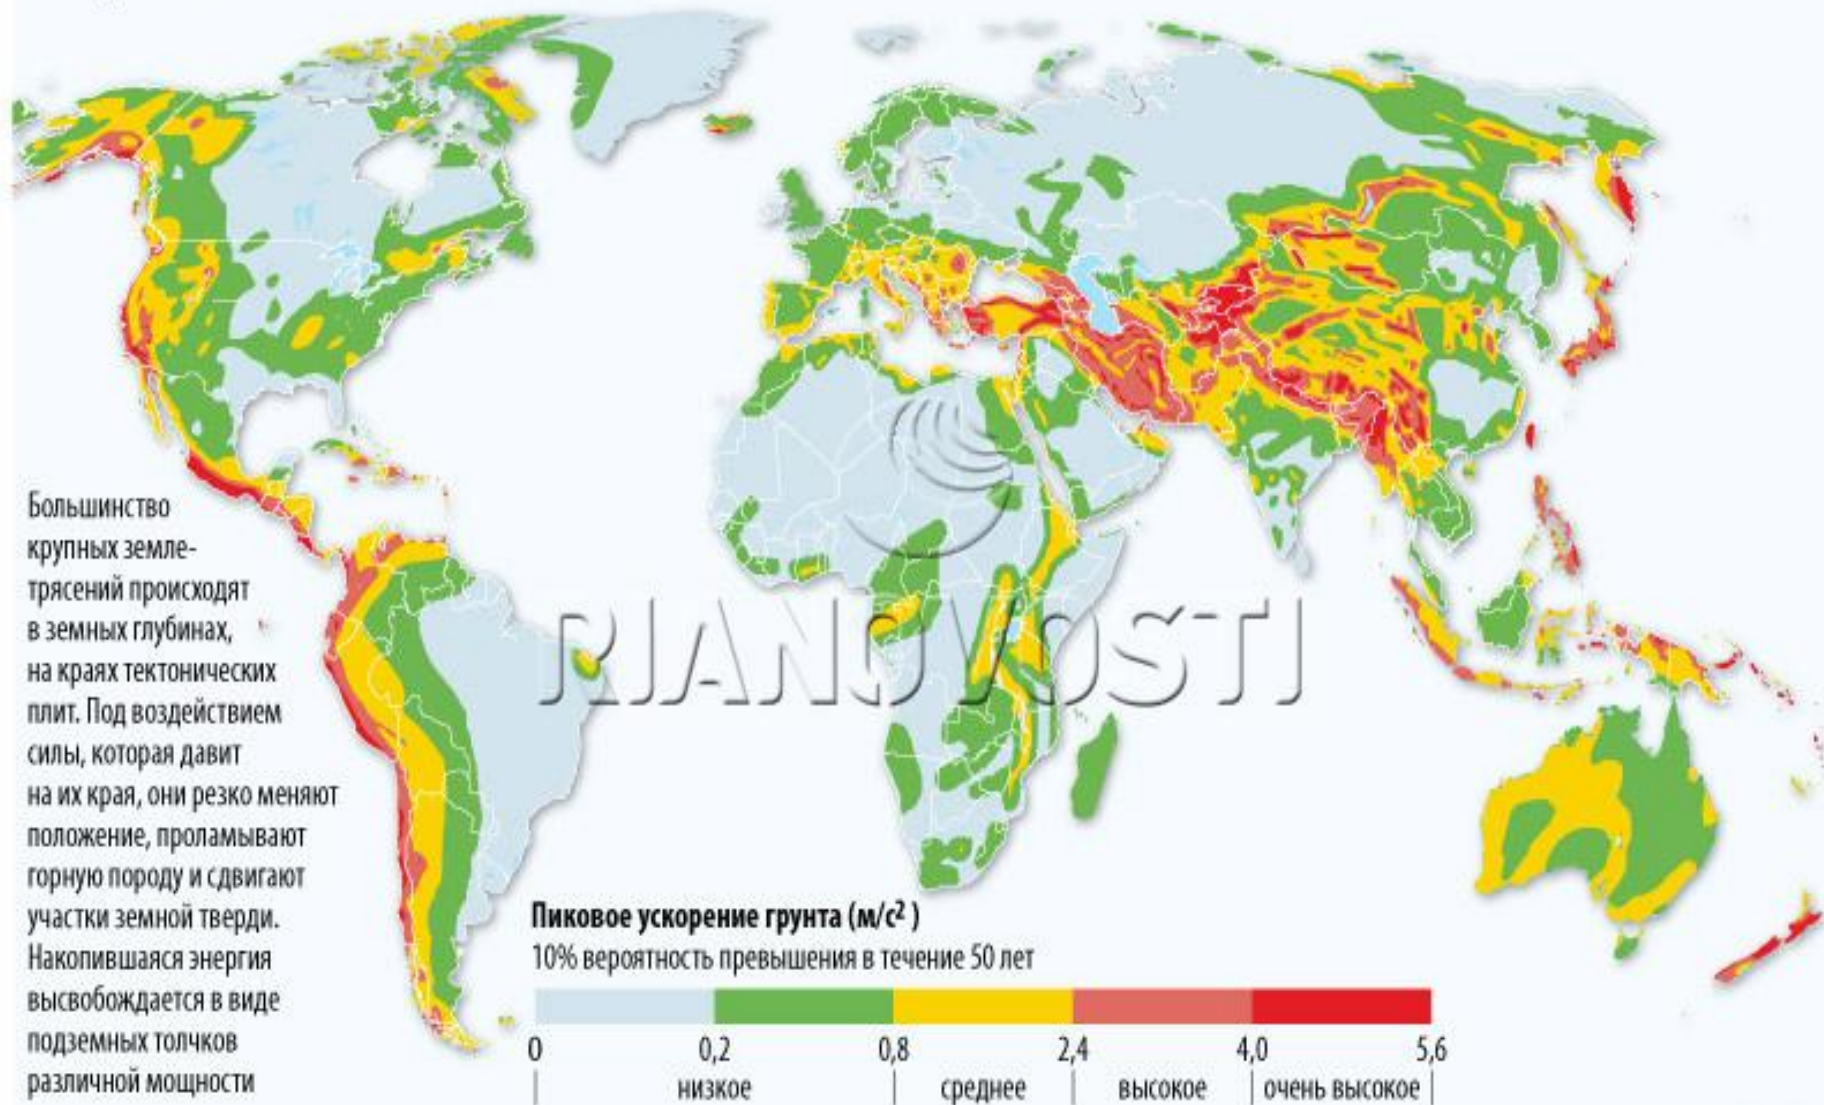 Большинство
крупных земле-
трясений происходят
в земных глубинах,
на краях тектонических
плит. Под воздействием
силы, которая давит
на их края, они резко меняют
положение, проламывают
горную породу и сдвигают
участки земной тверди.
Накопившаяся энергия
высвобождается в виде
подземных толчков
различной мощности
RIANOVOSTI
Пиковое ускорение грунта (м/с²)
10% вероятность превышения в течение 50 лет
0 0,2 0,8 2,4 4,0 5,6
низкое среднее высокое очень высокое